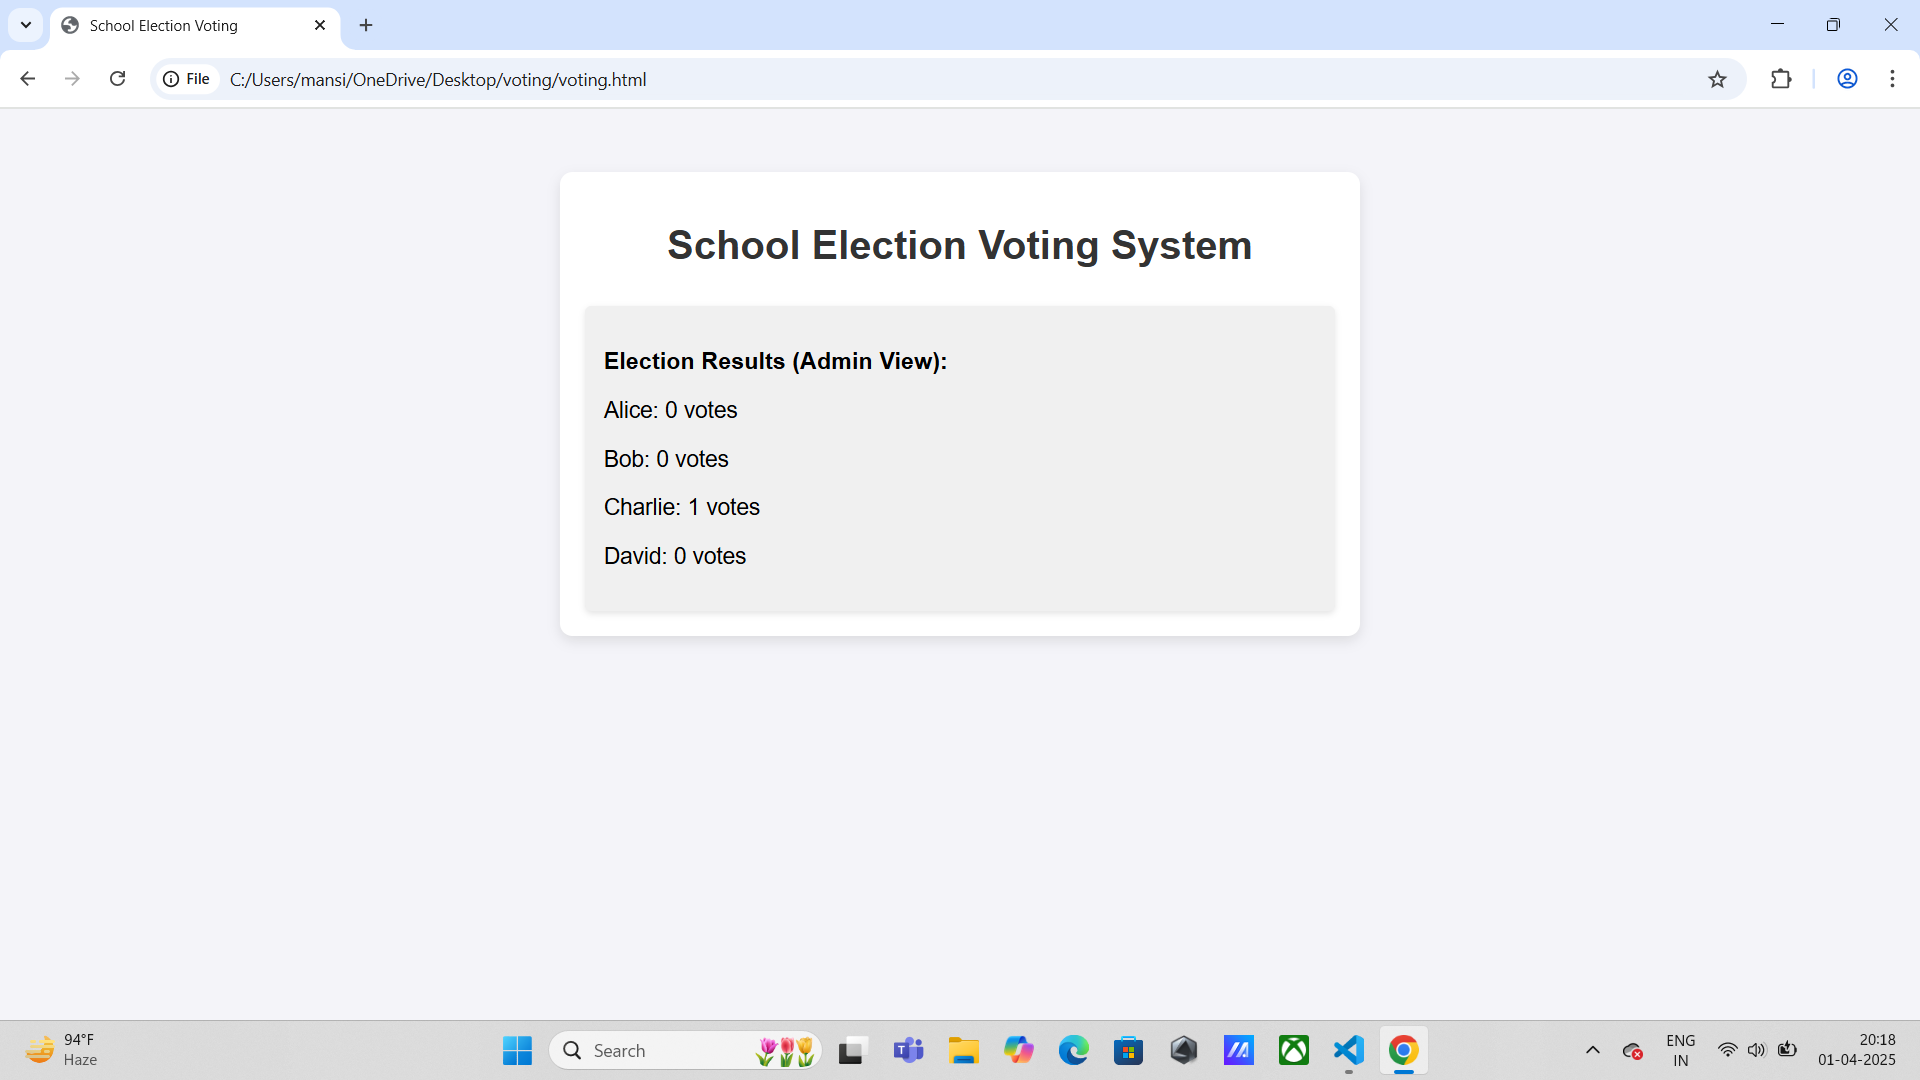 School Election Voting
File
C:/Users/mansi/OneDrive/Desktop/voting/voting.html
School Election Voting System
Election Results (Admin View):
Alice: 0 votes
Bob: 0 votes
Charlie: 1 votes
David: 0 votes
94°F
Haze
Search
ENG
IN
20:18
01-04-2025